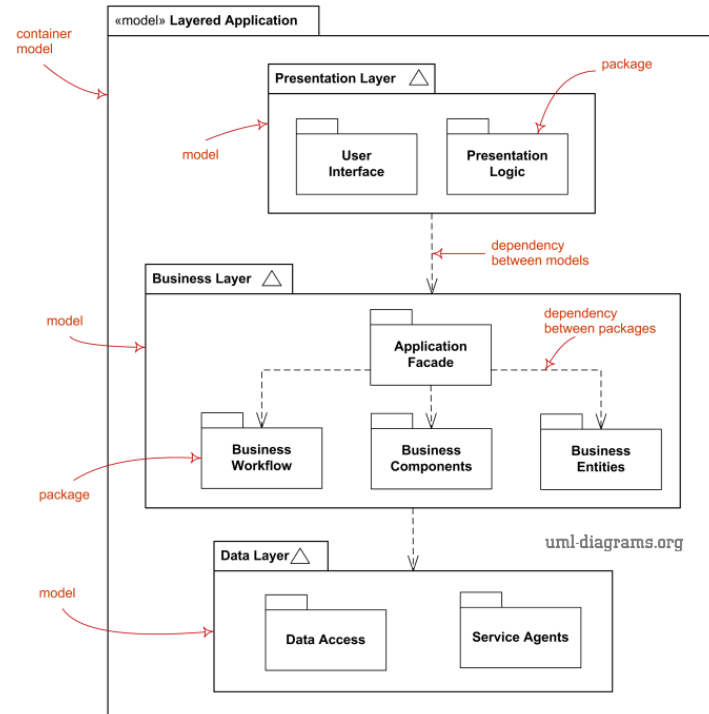 «model» Layered Application
container
model
Presentation Layer
package
model
User
Interface
Presentation
Logic
dependency
between models
Business Layer
model
dependency
between packages
Application
Facade
Business
Workflow
Business
Components
Business
Entities
package
uml-diagrams.org
Data Layer
model
Data Access
Service Agents